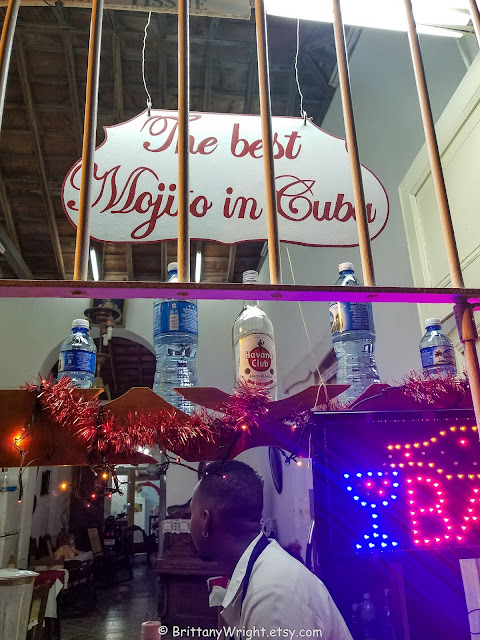 The best
Mojito in Cuba
Havana
Club
BA
© BrittanyWright.etsy.com